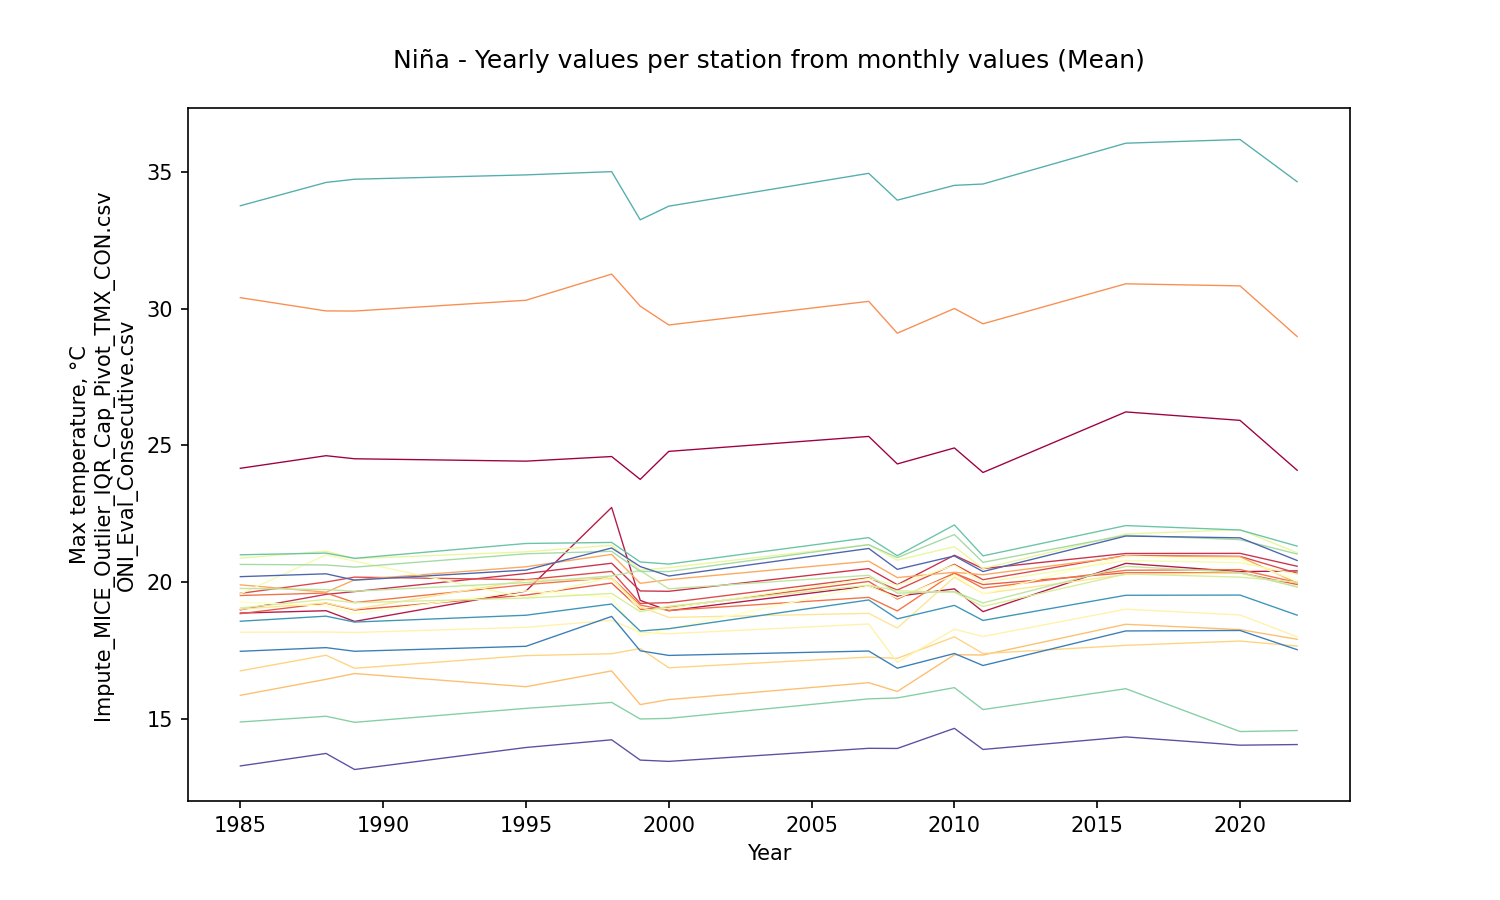 Niña - Yearly values per station from monthly values (Mean)
Max temperature, °C
Impute_MICE_Outlier_IQR_Cap_Pivot_TMX_CON.csv
ONI_Eval_Consecutive.csv
35
30
25
20
15
1985
1990
1995
2000
2005
2010
2015
2020
Year